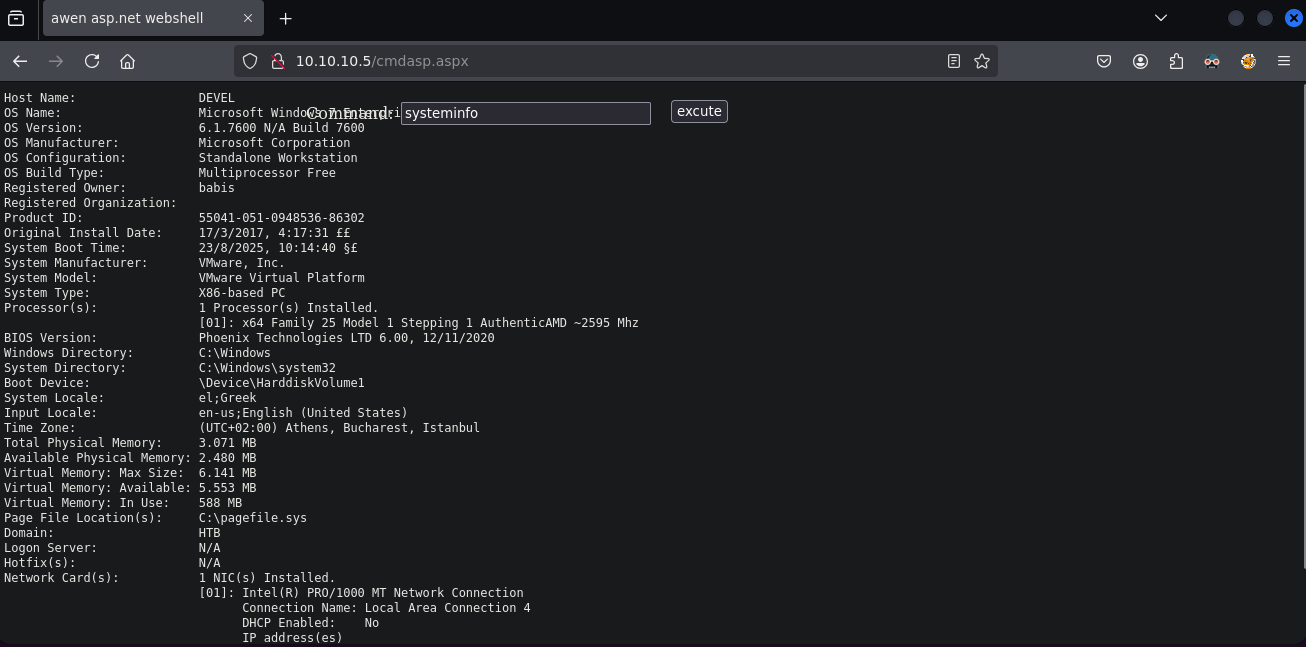 awen asp.net webshell
10.10.10.5/cmdasp.aspx
Command: systeminfo excute
Host Name: DEVEL
OS Name: Microsoft Windows 7 Enterpri
OS Version: 6.1.7600 N/A Build 7600
OS Manufacturer: Microsoft Corporation
OS Configuration: Standalone Workstation
OS Build Type: Multiprocessor Free
Registered Owner: babis
Registered Organization:
Product ID: 55041-051-0948536-86302
Original Install Date: 17/3/2017, 4:17:31 ££
System Boot Time: 23/8/2025, 10:14:40 §£
System Manufacturer: VMware, Inc.
System Model: VMware Virtual Platform
System Type: X86-based PC
Processor(s): 1 Processor(s) Installed.
[01]: x64 Family 25 Model 1 Stepping 1 AuthenticAMD ~2595 Mhz
BIOS Version: Phoenix Technologies LTD 6.00, 12/11/2020
Windows Directory: C:\Windows
System Directory: C:\Windows\system32
Boot Device: \Device\HarddiskVolume1
System Locale: el;Greek
Input Locale: en-us;English (United States)
Time Zone: (UTC+02:00) Athens, Bucharest, Istanbul
Total Physical Memory: 3.071 MB
Available Physical Memory: 2.480 MB
Virtual Memory: Max Size: 6.141 MB
Virtual Memory: Available: 5.553 MB
Virtual Memory: In Use: 588 MB
Page File Location(s): C:\pagefile.sys
Domain: HTB
Logon Server: N/A
Hotfix(s): N/A
Network Card(s): 1 NIC(s) Installed.
[01]: Intel(R) PRO/1000 MT Network Connection
Connection Name: Local Area Connection 4
DHCP Enabled: No
IP address(es)